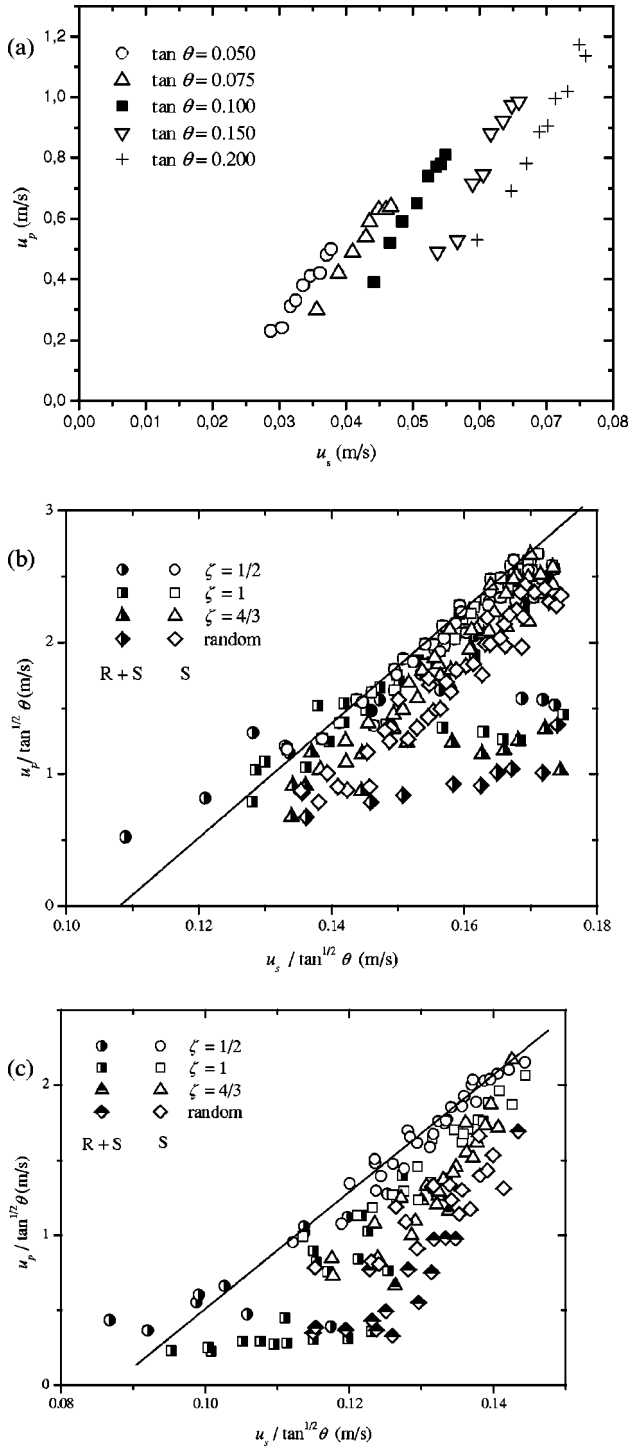 (a)
1,2
1,0
0,8
0,6
0,4
0,2
0,0
u_p (m/s)
tan θ = 0.050
tan θ = 0.075
tan θ = 0.100
tan θ = 0.150
tan θ = 0.200
0,00 0,01 0,02 0,03 0,04 0,05 0,06 0,07 0,08
u_s (m/s)
(b)
3
2
1
0
u_p / tan^{1/2} θ (m/s)
ζ = 1/2
ζ = 1
ζ = 4/3
random
R + S S
0.10 0.12 0.14 0.16 0.18
u_s / tan^{1/2} θ (m/s)
(c)
2
1
0
u_p / tan^{1/2} θ (m/s)
ζ = 1/2
ζ = 1
ζ = 4/3
random
R + S S
0.08 0.10 0.12 0.14
u_s / tan^{1/2} θ (m/s)